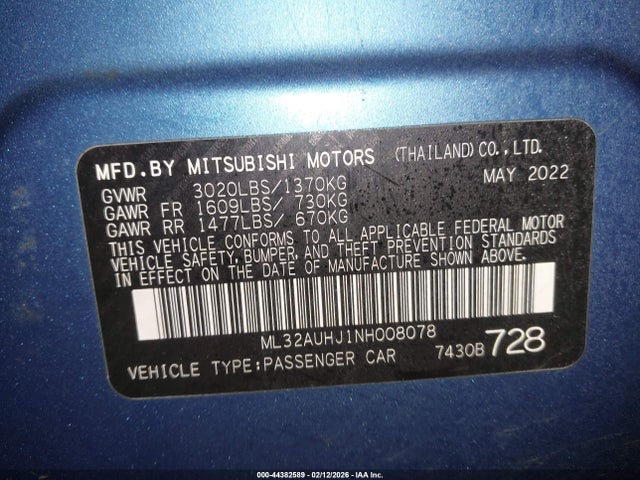 MFD.BY MITSUBISHI MOTORS (THAILAND) CO.,LTD.
GVWR 3020LBS/1370KG MAY 2022
GAWR FR 1609LBS/ 730KG
GAWR RR 1477LBS/ 670KG
THIS VEHICLE CONFORMS TO ALL APPLICABLE FEDERAL MOTOR
VEHICLE SAFETY, BUMPER, AND THEFT PREVENTION STANDARDS
IN EFFECT ON THE DATE OF MANUFACTURE SHOWN ABOVE.
ML32AUHJ1NH008078
VEHICLE TYPE:PASSENGER CAR 7430B 728
000-44382589 - 02/12/2026 - IAA Inc.